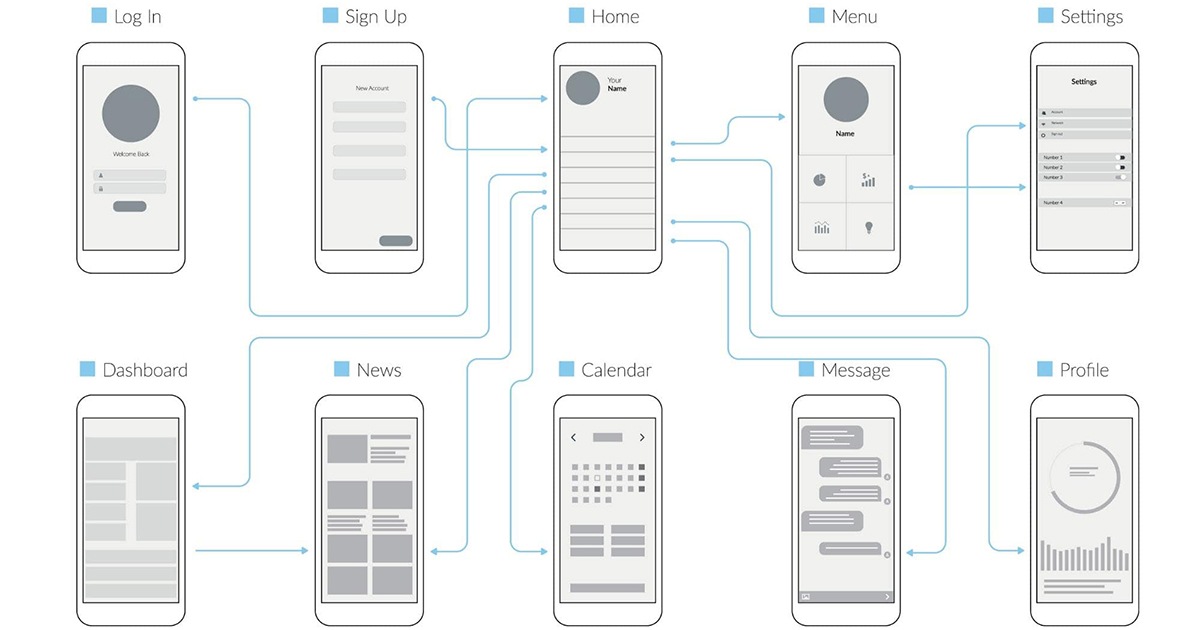 Log In
Sign Up
Home
Menu
Settings
Welcome Back
New Account
Your
Name
Name
Settings
Account
Network
Sign out
Number 1
Number 2
Number 3
Number 4
Dashboard
News
Calendar
Message
Profile